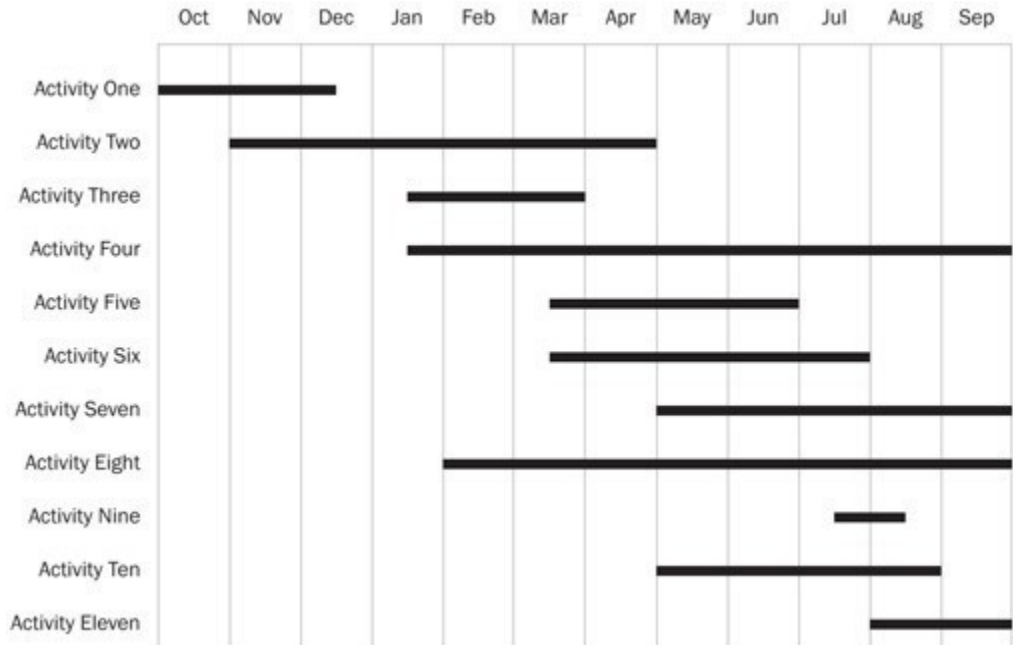 Oct Nov Dec Jan Feb Mar Apr May Jun Jul Aug Sep
Activity One
Activity Two
Activity Three
Activity Four
Activity Five
Activity Six
Activity Seven
Activity Eight
Activity Nine
Activity Ten
Activity Eleven